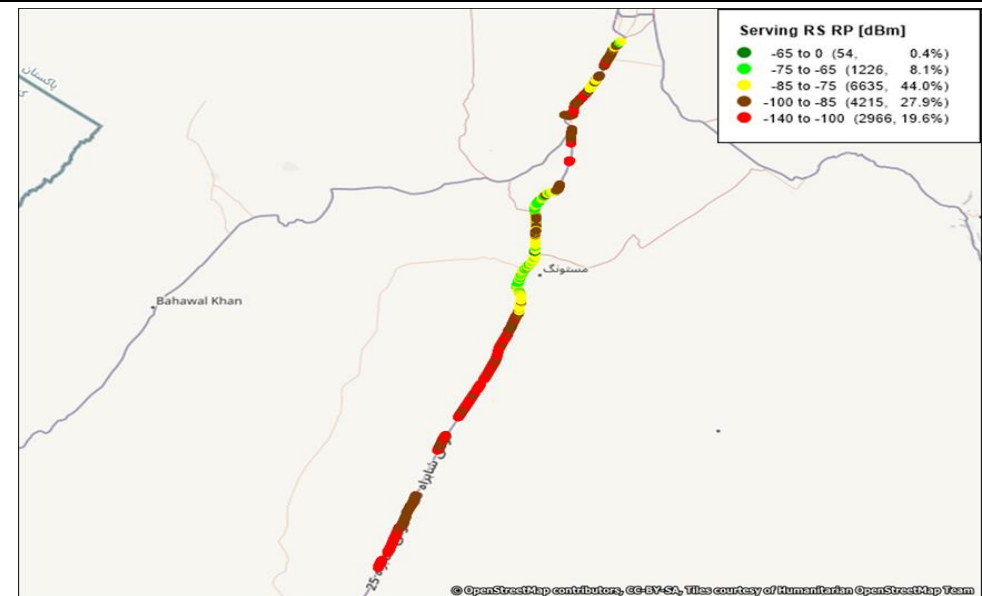 Serving RS RP [dBm]
-65 to 0 (54, 0.4%)
-75 to -65 (1226, 8.1%)
-85 to -75 (6635, 44.0%)
-100 to -85 (4215, 27.9%)
-140 to -100 (2966, 19.6%)
پاکستان
مستونگ
Bahawal Khan
شاہراہ
25
© OpenStreetMap contributors, CC-BY-SA, Tiles courtesy of Humanitarian OpenStreetMap Team